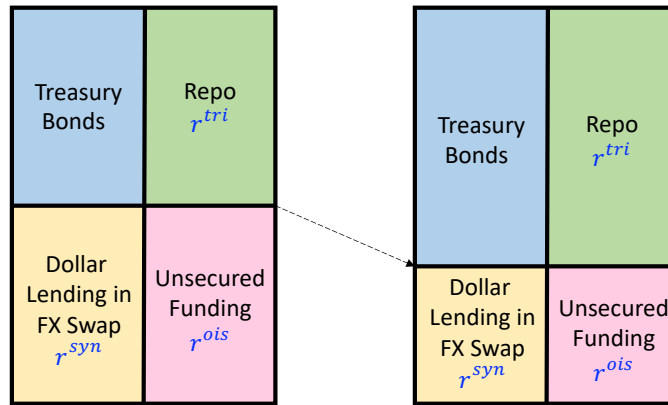 Treasury
Bonds
Repo
r^{tri}
Dollar
Lending in
FX Swap
r^{syn}
Unsecured
Funding
r^{ois}
Treasury
Bonds
Repo
r^{tri}
Dollar
Lending in
FX Swap
r^{syn}
Unsecured
Funding
r^{ois}